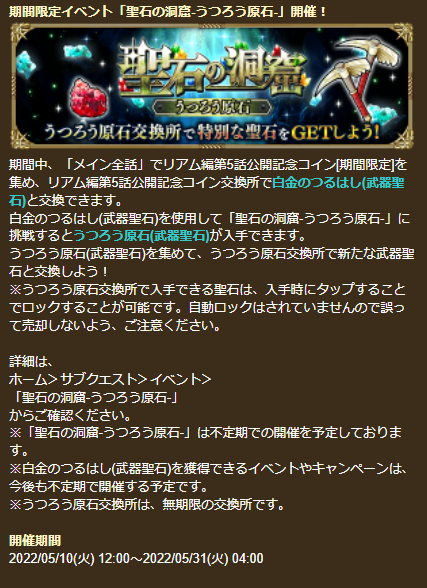 期間限定イベント「聖石の洞窟-うつろう原石-」開催！
聖石の洞窟
うつろう原石
うつろう原石交換所で特別な聖石をGETしよう!
期間中、「メイン全話」でリアム編第5話公開記念コイン[期間限定]を
集め、リアム編第5話公開記念コイン交換所で白金のつるはし(武器聖
石)と交換できます。
白金のつるはし(武器聖石)を使用して「聖石の洞窟-うつろう原石-」に
挑戦するとうつろう原石(武器聖石)が入手できます。
うつろう原石(武器聖石)を集めて、うつろう原石交換所で新たな武器聖
石と交換しよう！
※うつろう原石交換所で入手できる聖石は、入手時にタップすること
でロックすることが可能です。自動ロックはされていませんので誤っ
て売却しないよう、ご注意ください。
詳細は、
ホーム＞サブクエスト＞イベント＞
「聖石の洞窟-うつろう原石-」
からご確認ください。
※「聖石の洞窟-うつろう原石-」は不定期での開催を予定しておりま
す。
※白金のつるはし(武器聖石)を獲得できるイベントやキャンペーンは、
今後も不定期で開催する予定です。
※うつろう原石交換所は、無期限の交換所です。
開催期間
2022/05/10(火) 12:00～2022/05/31(火) 04:00